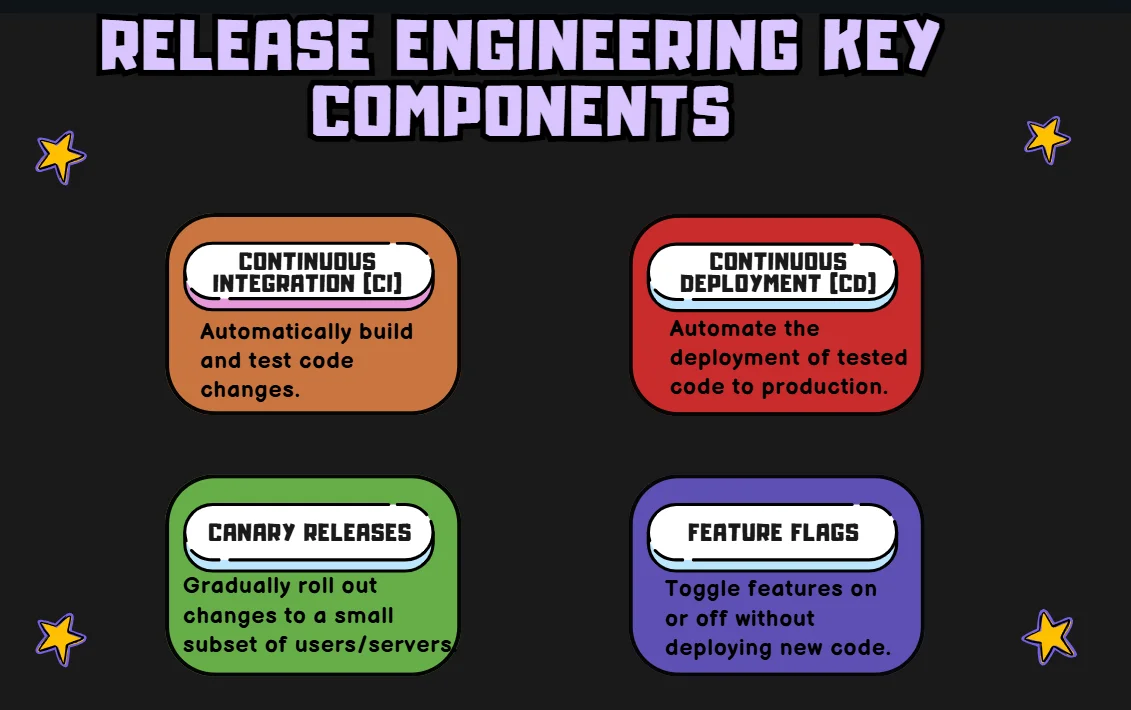 RELEASE ENGINEERING KEY
COMPONENTS
CONTINUOUS
INTEGRATION [CI]
Automatically build
and test code
changes.
CONTINUOUS
DEPLOYMENT [CD]
Automate the
deployment of tested
code to production.
CANARY RELEASES
Gradually roll out
changes to a small
subset of users/servers.
FEATURE FLAGS
Toggle features on
or off without
deploying new code.